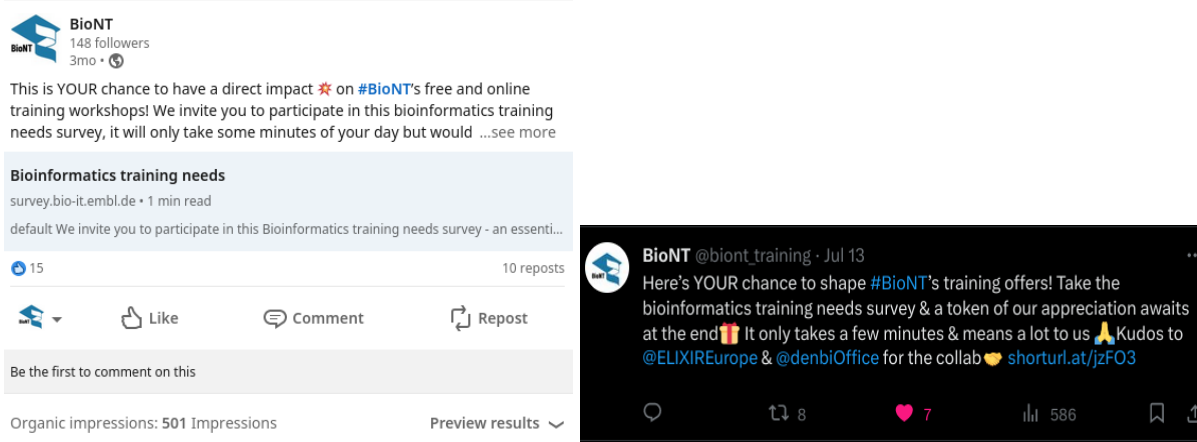 BioNT
BioNT
148 followers
3mo •
This is YOUR chance to have a direct impact 💥 on #BioNT's free and online
training workshops! We invite you to participate in this bioinformatics training
needs survey, it will only take some minutes of your day but would ...see more
Bioinformatics training needs
survey.bio-it.embl.de • 1 min read
default We invite you to participate in this Bioinformatics training needs survey - an essenti...
15
10 reposts
BioNT
Like
Comment
Repost
Be the first to comment on this
Organic impressions: 501 Impressions
Preview results
BioNT
BioNT @biont_training · Jul 13
Here's YOUR chance to shape #BioNT's training offers! Take the
bioinformatics training needs survey & a token of our appreciation awaits
at the end🎁 It only takes a few minutes & means a lot to us 🙏Kudos to
@ELIXIREurope & @denbiOffice for the collab🤝 shorturl.at/jzFO3
8
7
586